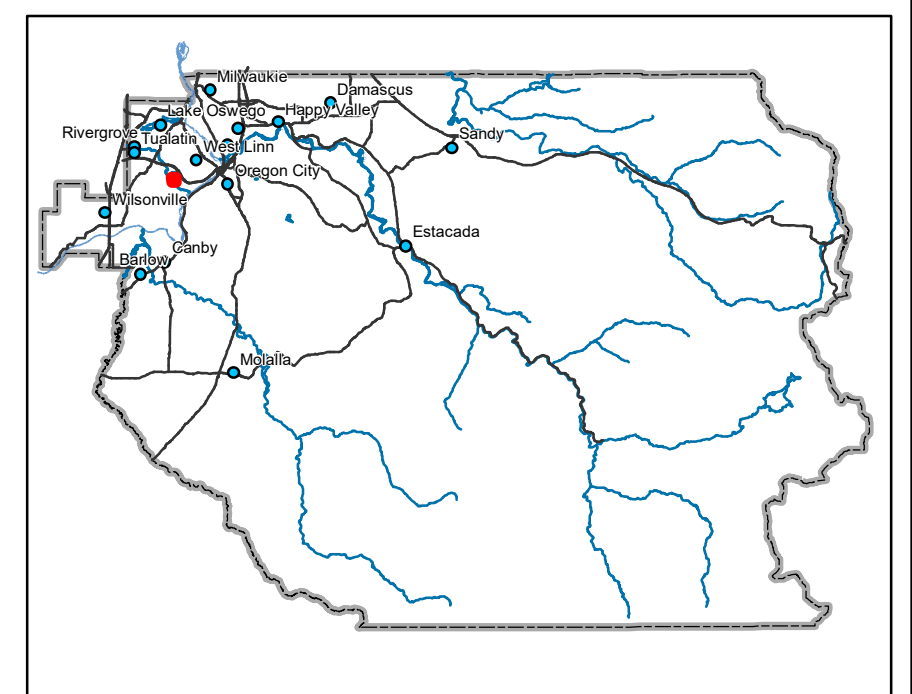 Milwaukie
Damascus
Lake Oswego
Happy Valley
Rivergrove
Tualatin
Sandy
West Linn
Oregon City
Wilsonville
Estacada
Canby
Barlow
Molalla